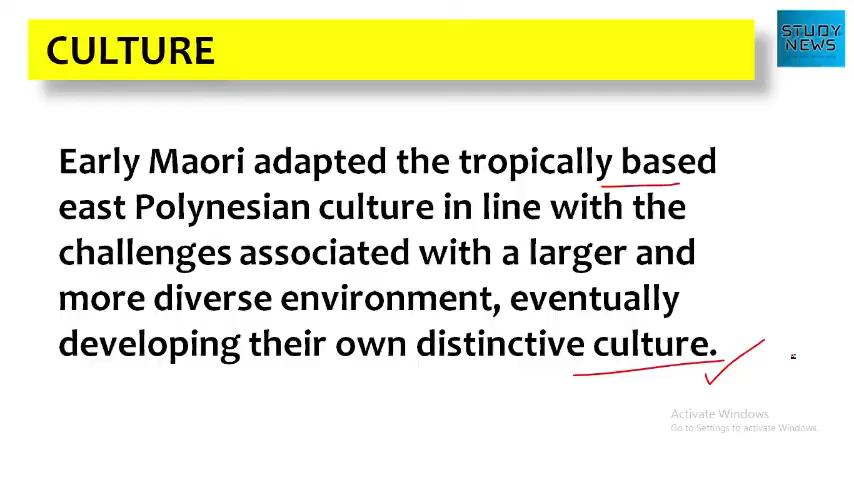 CULTURE
STUDY
NEWS
Early Maori adapted the tropically based
east Polynesian culture in line with the
challenges associated with a larger and
more diverse environment, eventually
developing their own distinctive culture.
Activate Windows
Go to Settings to activate Windows.